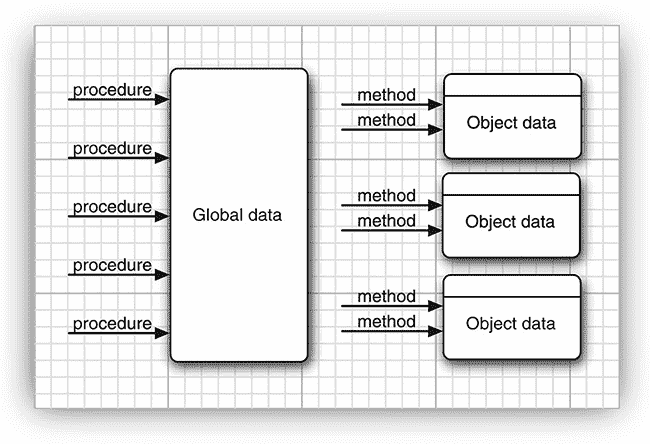 procedure
procedure
procedure
procedure
procedure
Global data
method
method
Object data
method
method
Object data
method
method
Object data